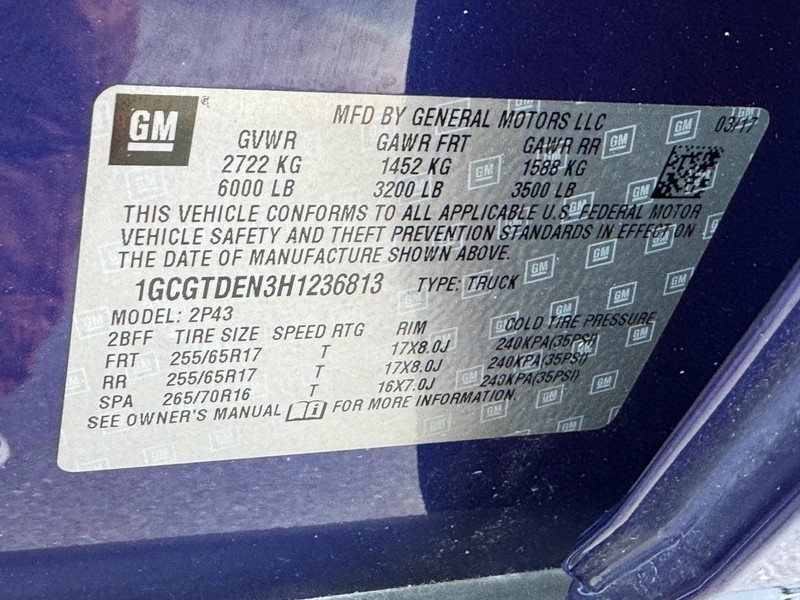 GM
MFD BY GENERAL MOTORS LLC
03/17
GVWR GAWR FRT GAWR RR
2722 KG 1452 KG 1588 KG
6000 LB 3200 LB 3500 LB
THIS VEHICLE CONFORMS TO ALL APPLICABLE U.S. FEDERAL MOTOR
VEHICLE SAFETY AND THEFT PREVENTION STANDARDS IN EFFECT ON
THE DATE OF MANUFACTURE SHOWN ABOVE.
1GCGTDEN3H1236813 TYPE: TRUCK
MODEL: 2P43
2BFF TIRE SIZE SPEED RTG RIM COLD TIRE PRESSURE
FRT 255/65R17 T 17X8.0J 240KPA(35PSI)
RR 255/65R17 T 17X8.0J 240KPA(35PSI)
SPA 265/70R16 T 16X7.0J 240KPA(35PSI)
SEE OWNER'S MANUAL FOR MORE INFORMATION.